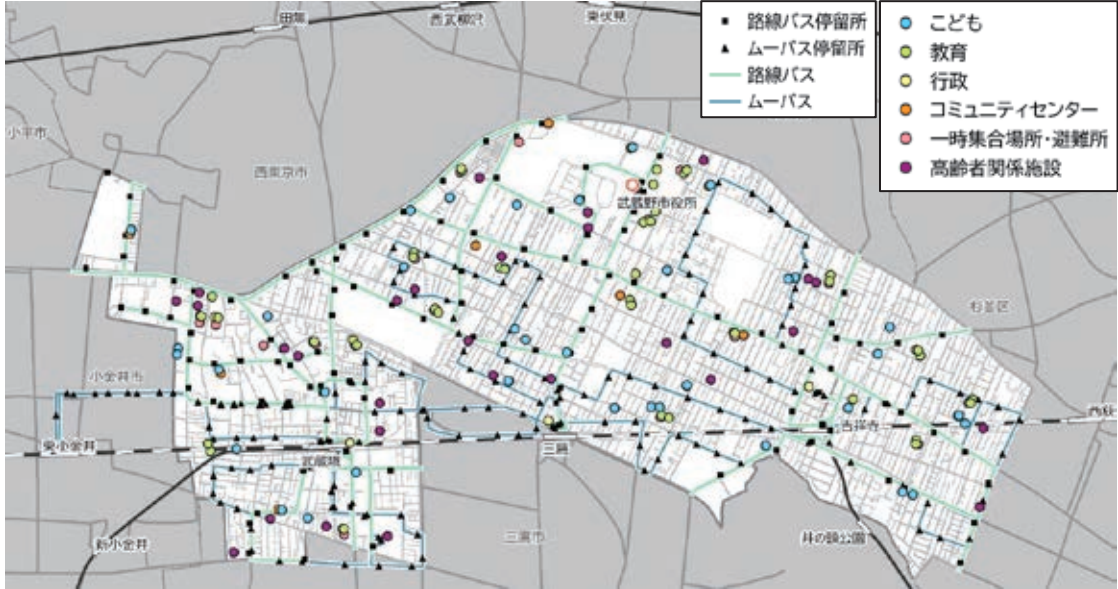 田無
西武柳沢
東伏見
路線バス停留所
ムーバス停留所
路線バス
ムーバス
こども
教育
行政
コミュニティセンター
一時集合場所・避難所
高齢者関係施設
小平市
西東京市
武蔵野市役所
杉並区
小金井市
東小金井
武蔵境
三鷹
吉祥寺
西荻
新小金井
三鷹市
井の頭公園